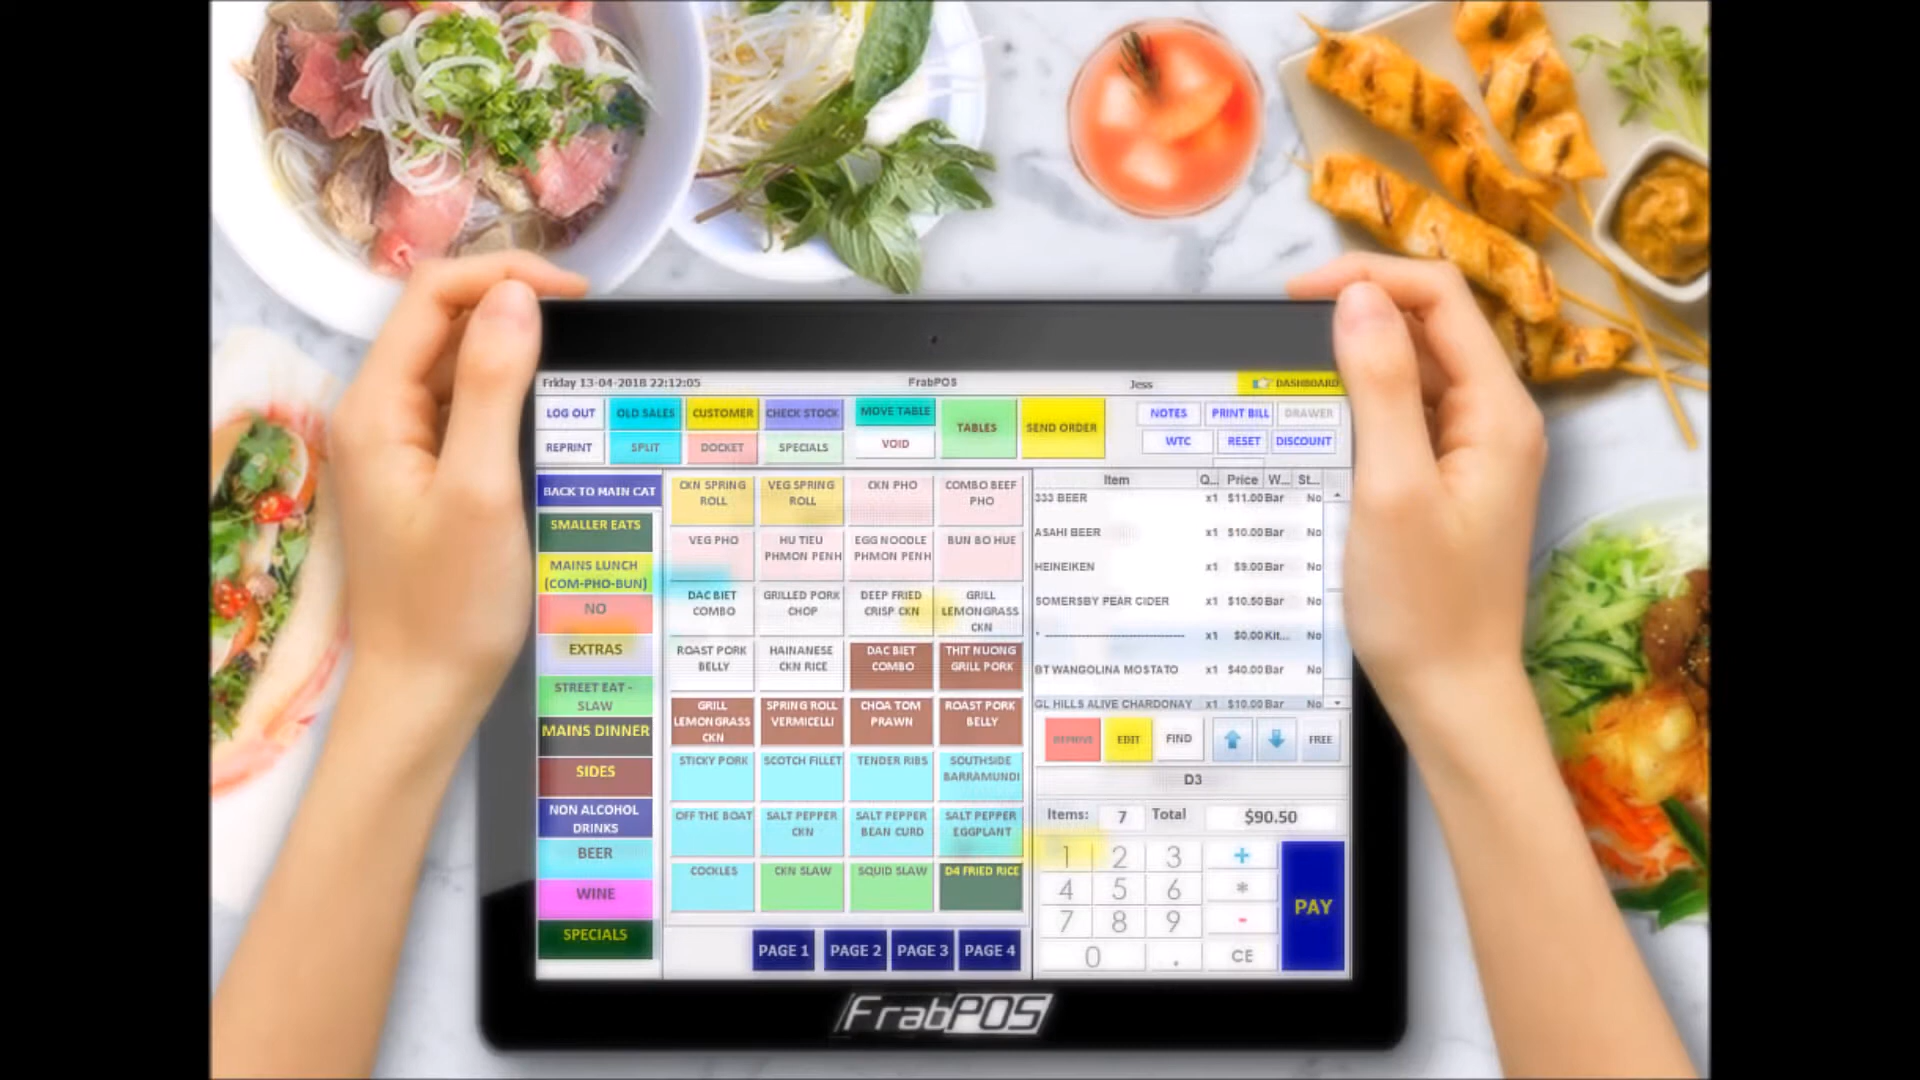 Friday 13-04-2018 22:12:05 FrabPOS Jess DASHBOARD
LOG OUT OLD SALES CUSTOMER CHECK STOCK MOVE TABLE TABLES SEND ORDER NOTES PRINT BILL DRAWER
REPRINT SPLIT DOCKET SPECIALS VOID WTC RESET DISCOUNT
BACK TO MAIN CAT
SMALLER EATS
MAINS LUNCH
(COM-PHO-BUN)
NO
EXTRAS
STREET EAT -
SLAW
MAINS DINNER
SIDES
NON ALCOHOL
DRINKS
BEER
WINE
SPECIALS
CKN SPRING
ROLL
VEG SPRING
ROLL
CKN PHO
COMBO BEEF
PHO
VEG PHO
HU TIEU
PHMON PENH
EGG NOODLE
PHMON PENH
BUN BO HUE
DAC BIET
COMBO
GRILLED PORK
CHOP
DEEP FRIED
CRISP CKN
GRILL
LEMONGRASS
CKN
ROAST PORK
BELLY
HAINANESE
CKN RICE
DAC BIET
COMBO
THIT NUONG
GRILL PORK
GRILL
LEMONGRASS
CKN
SPRING ROLL
VERMICELLI
CHOA TOM
PRAWN
ROAST PORK
BELLY
STICKY PORK
SCOTCH FILLET
TENDER RIBS
SOUTHSIDE
BARRAMUNDI
OFF THE BOAT
SALT PEPPER
CKN
SALT PEPPER
BEAN CURD
SALT PEPPER
EGGPLANT
COCKLES
CKN SLAW
SQUID SLAW
D4 FRIED RICE
PAGE 1 PAGE 2 PAGE 3 PAGE 4
Item Q... Price W... St...
333 BEER x1 $11.00 Bar No
ASAHI BEER x1 $10.00 Bar No
HEINEIKEN x1 $9.00 Bar No
SOMERSBY PEAR CIDER x1 $10.50 Bar No
* ---------------------------------- x1 $0.00 Kit... No
BT WANGOLINA MOSTATO x1 $40.00 Bar No
GL HILLS ALIVE CHARDONAY x1 $10.00 Bar No
REMOVE EDIT FIND FREE
D3
Items: 7 Total $90.50
1 2 3 +
4 5 6 *
7 8 9 -
0 . CE
PAY
FrabPOS